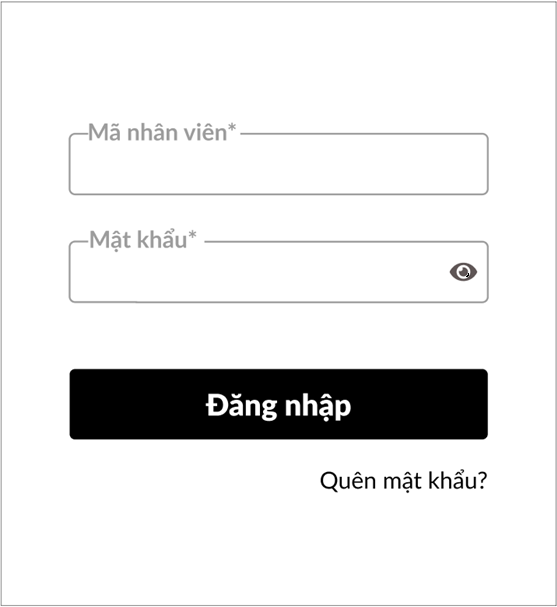 Mã nhân viên*
Mật khẩu*
Đăng nhập
Quên mật khẩu?